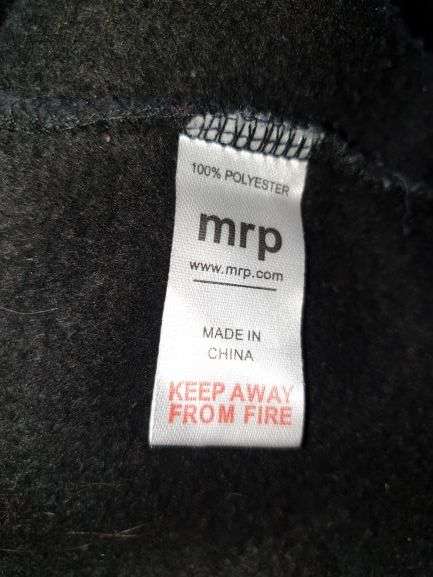 100% POLYESTER
mrp
www.mrp.com
MADE IN
CHINA
KEEP AWAY
FROM FIRE